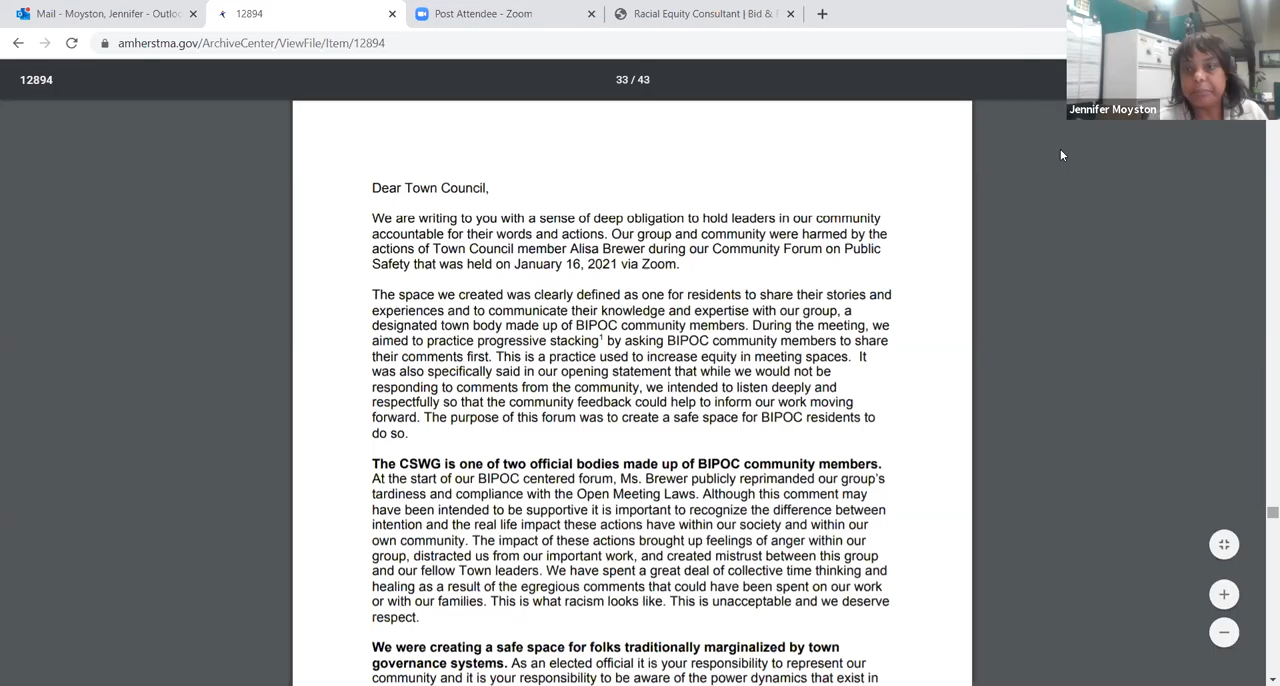 Mail - Moyston, Jennifer - Outloo
12894
Post Attendee - Zoom
Racial Equity Consultant | Bid &
amherstma.gov/ArchiveCenter/ViewFile/Item/12894
12894
33 / 43
Jennifer Moyston
Dear Town Council,
We are writing to you with a sense of deep obligation to hold leaders in our community
accountable for their words and actions. Our group and community were harmed by the
actions of Town Council member Alisa Brewer during our Community Forum on Public
Safety that was held on January 16, 2021 via Zoom.
The space we created was clearly defined as one for residents to share their stories and
experiences and to communicate their knowledge and expertise with our group, a
designated town body made up of BIPOC community members. During the meeting, we
aimed to practice progressive stacking¹ by asking BIPOC community members to share
their comments first. This is a practice used to increase equity in meeting spaces. It
was also specifically said in our opening statement that while we would not be
responding to comments from the community, we intended to listen deeply and
respectfully so that the community feedback could help to inform our work moving
forward. The purpose of this forum was to create a safe space for BIPOC residents to
do so.
The CSWG is one of two official bodies made up of BIPOC community members.
At the start of our BIPOC centered forum, Ms. Brewer publicly reprimanded our group's
tardiness and compliance with the Open Meeting Laws. Although this comment may
have been intended to be supportive it is important to recognize the difference between
intention and the real life impact these actions have within our society and within our
own community. The impact of these actions brought up feelings of anger within our
group, distracted us from our important work, and created mistrust between this group
and our fellow Town leaders. We have spent a great deal of collective time thinking and
healing as a result of the egregious comments that could have been spent on our work
or with our families. This is what racism looks like. This is unacceptable and we deserve
respect.
We were creating a safe space for folks traditionally marginalized by town
governance systems. As an elected official it is your responsibility to represent our
community and it is your responsibility to be aware of the power dynamics that exist in